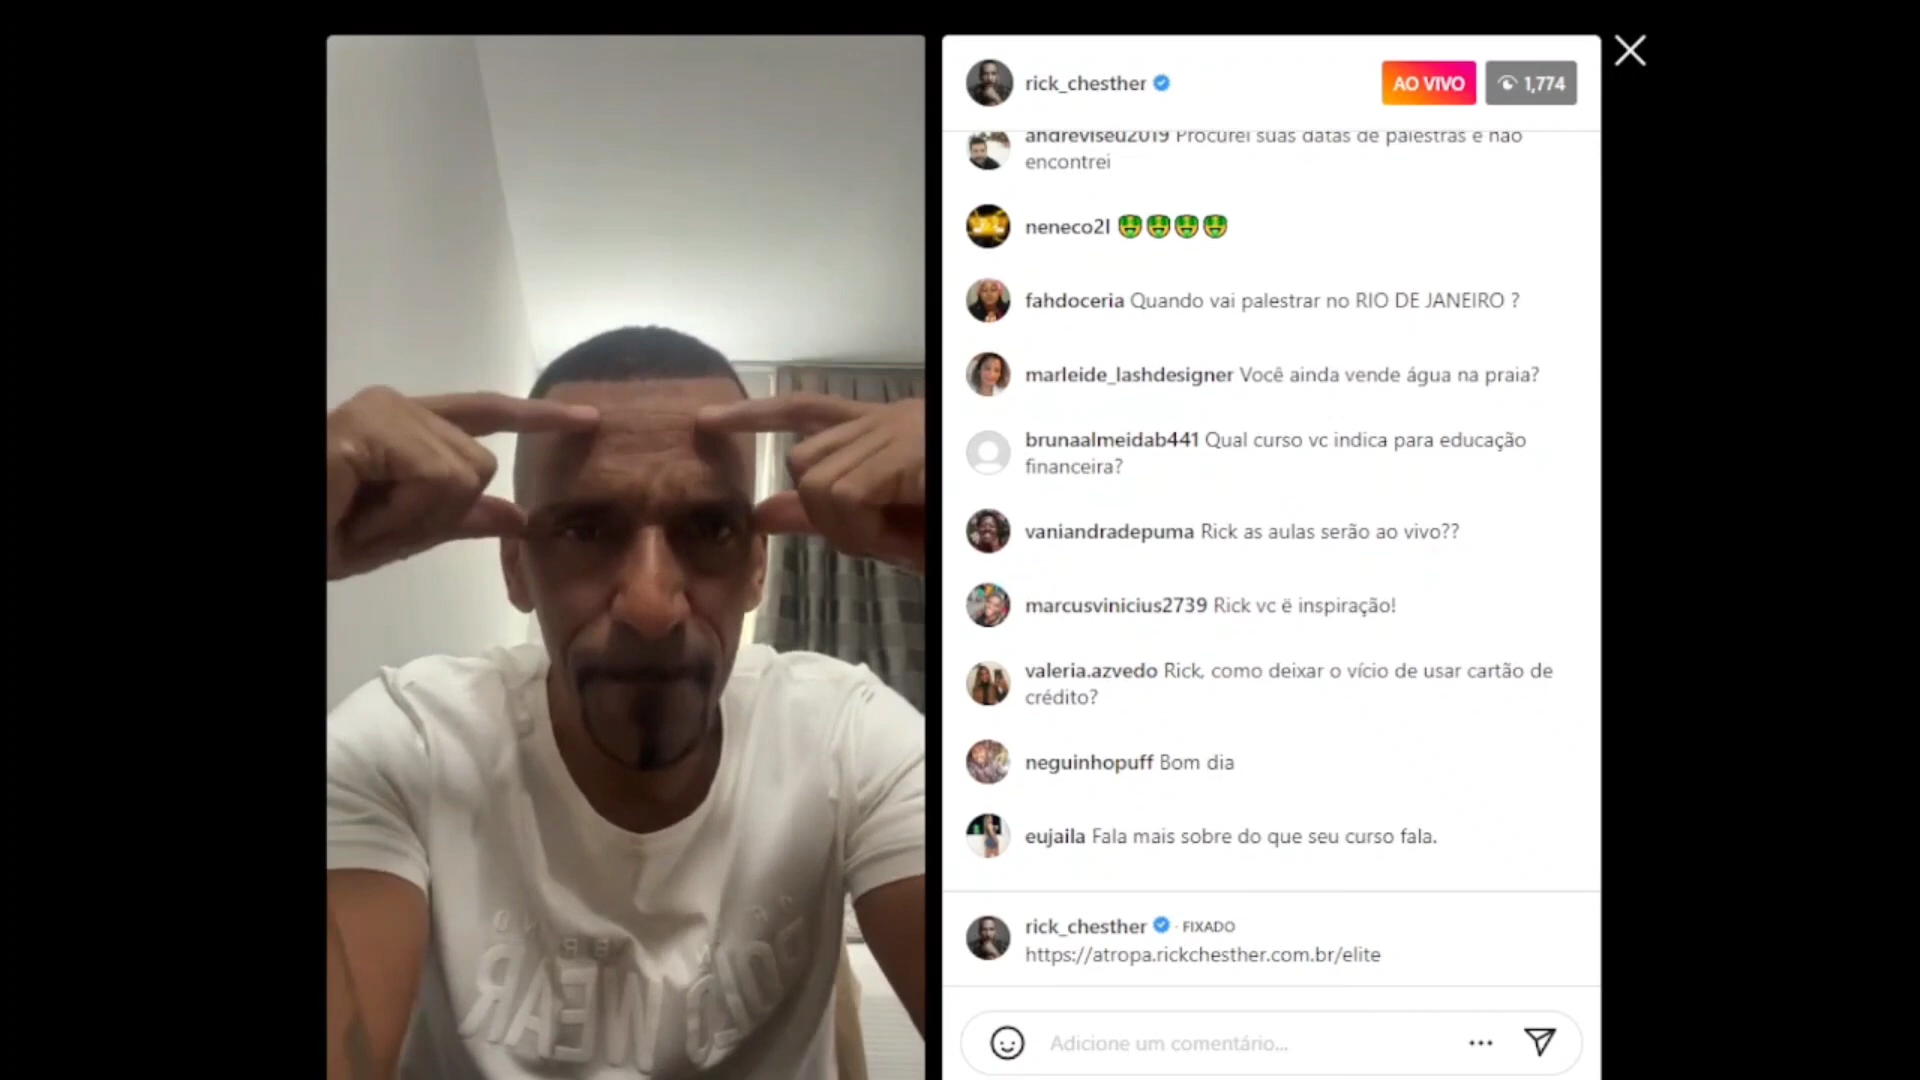 rick_chesther
AO VIVO
1,774
andreviseu2019 Procurei suas datas de palestras e não
encontrei
neneco2l 🤑🤑🤑🤑
fahdoceria Quando vai palestrar no RIO DE JANEIRO ?
marleide_lashdesigner Você ainda vende água na praia?
brunaalmeidab441 Qual curso vc indica para educação
financeira?
vaniandradepuma Rick as aulas serão ao vivo??
marcusvinicius2739 Rick vc ë inspiração!
valeria.azvedo Rick, como deixar o vício de usar cartão de
crédito?
neguinhopuff Bom dia
eujaila Fala mais sobre do que seu curso fala.
rick_chesther · FIXADO
https://atropa.rickchesther.com.br/elite
Adicione um comentário...
POLO WEAR